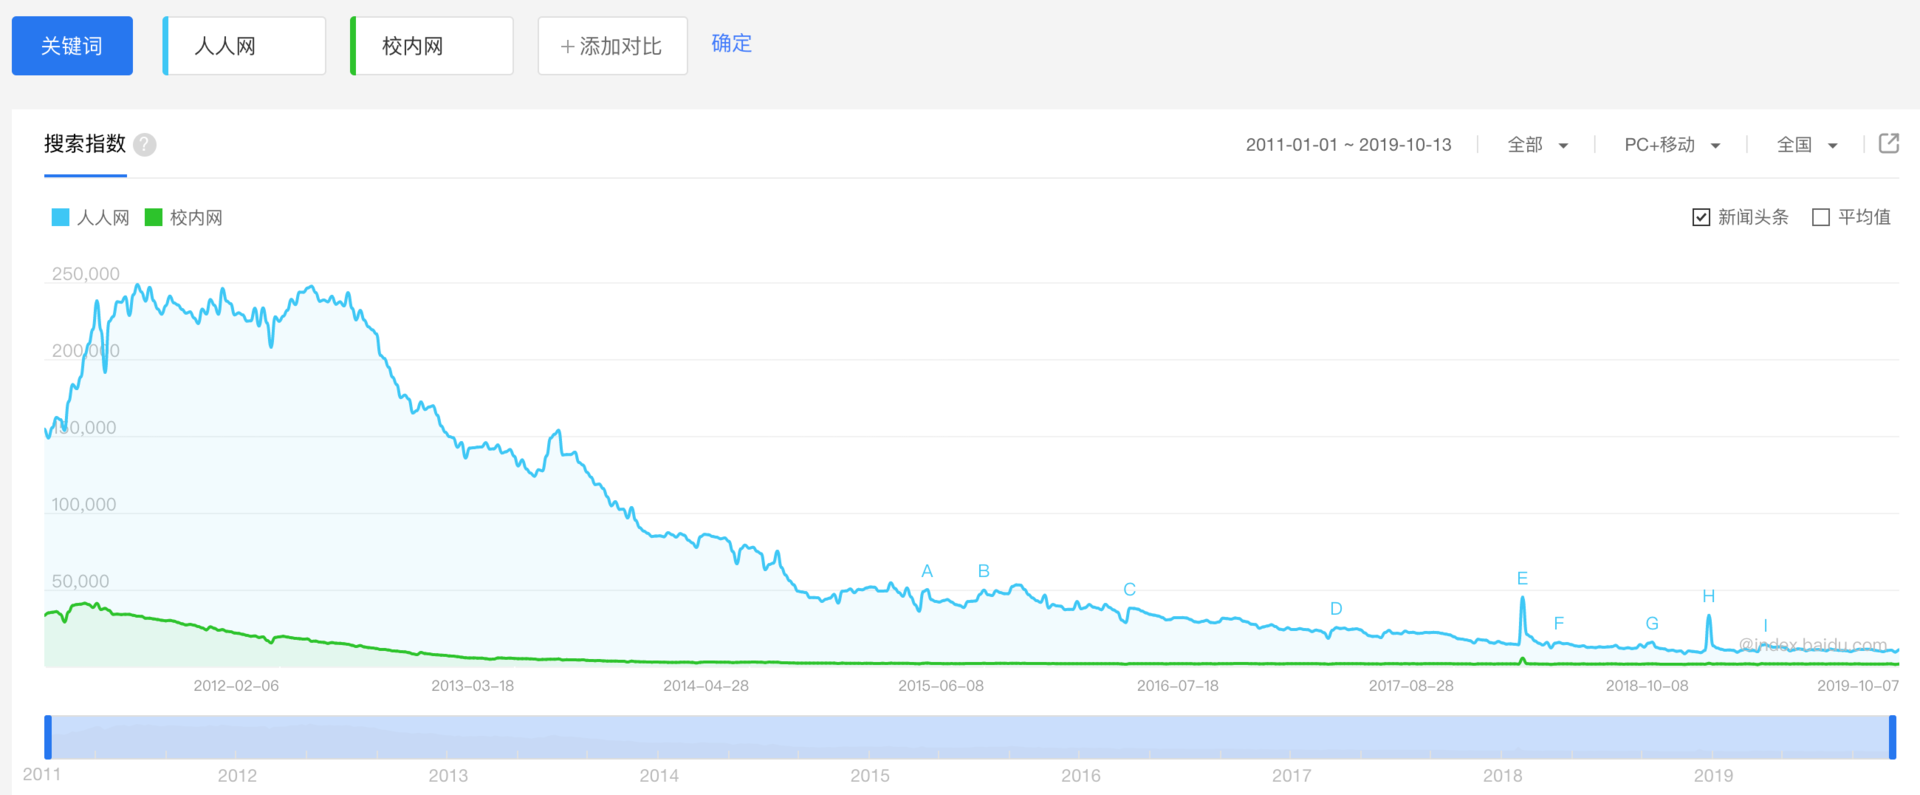 关键词 人人网 校内网 +添加对比 确定
搜索指数 ? 2011-01-01 ~ 2019-10-13 全部 PC+移动 全国
人人网 校内网 新闻头条 平均值
250,000
200,000
150,000
100,000
50,000
A B C D E F G H I
@index.baidu.com
2012-02-06 2013-03-18 2014-04-28 2015-06-08 2016-07-18 2017-08-28 2018-10-08 2019-10-07
2011 2012 2013 2014 2015 2016 2017 2018 2019